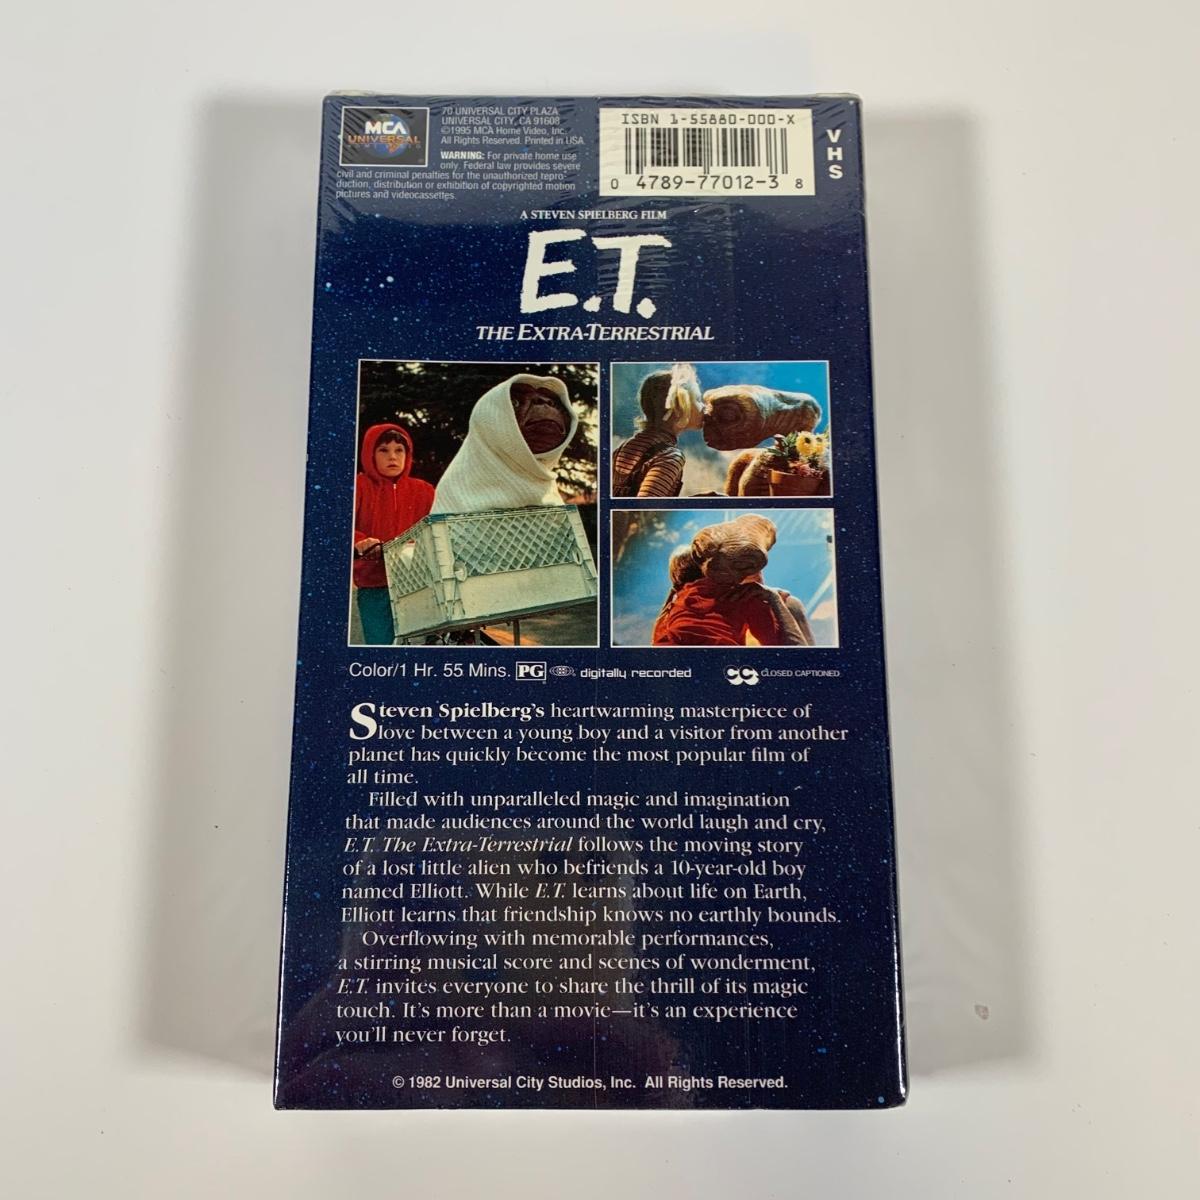 MCA
UNIVERSAL
HOME VIDEO
70 UNIVERSAL CITY PLAZA
UNIVERSAL CITY, CA 91608
©1995 MCA Home Video, Inc.
All Rights Reserved. Printed in USA.
WARNING: For private home use
only. Federal law provides severe
civil and criminal penalties for the unauthorized repro-
duction, distribution or exhibition of copyrighted motion
pictures and videocassettes.
ISBN 1-55880-000-X
0 4789-77012-3 8
VHS
A STEVEN SPIELBERG FILM
E.T.
THE EXTRA-TERRESTRIAL
Color/1 Hr. 55 Mins. PG digitally recorded CC CLOSED CAPTIONED
Steven Spielberg's heartwarming masterpiece of
love between a young boy and a visitor from another
planet has quickly become the most popular film of
all time.
Filled with unparalleled magic and imagination
that made audiences around the world laugh and cry,
E.T. The Extra-Terrestrial follows the moving story
of a lost little alien who befriends a 10-year-old boy
named Elliott. While E.T. learns about life on Earth,
Elliott learns that friendship knows no earthly bounds.
Overflowing with memorable performances,
a stirring musical score and scenes of wonderment,
E.T. invites everyone to share the thrill of its magic
touch. It's more than a movie—it's an experience
you'll never forget.
© 1982 Universal City Studios, Inc. All Rights Reserved.